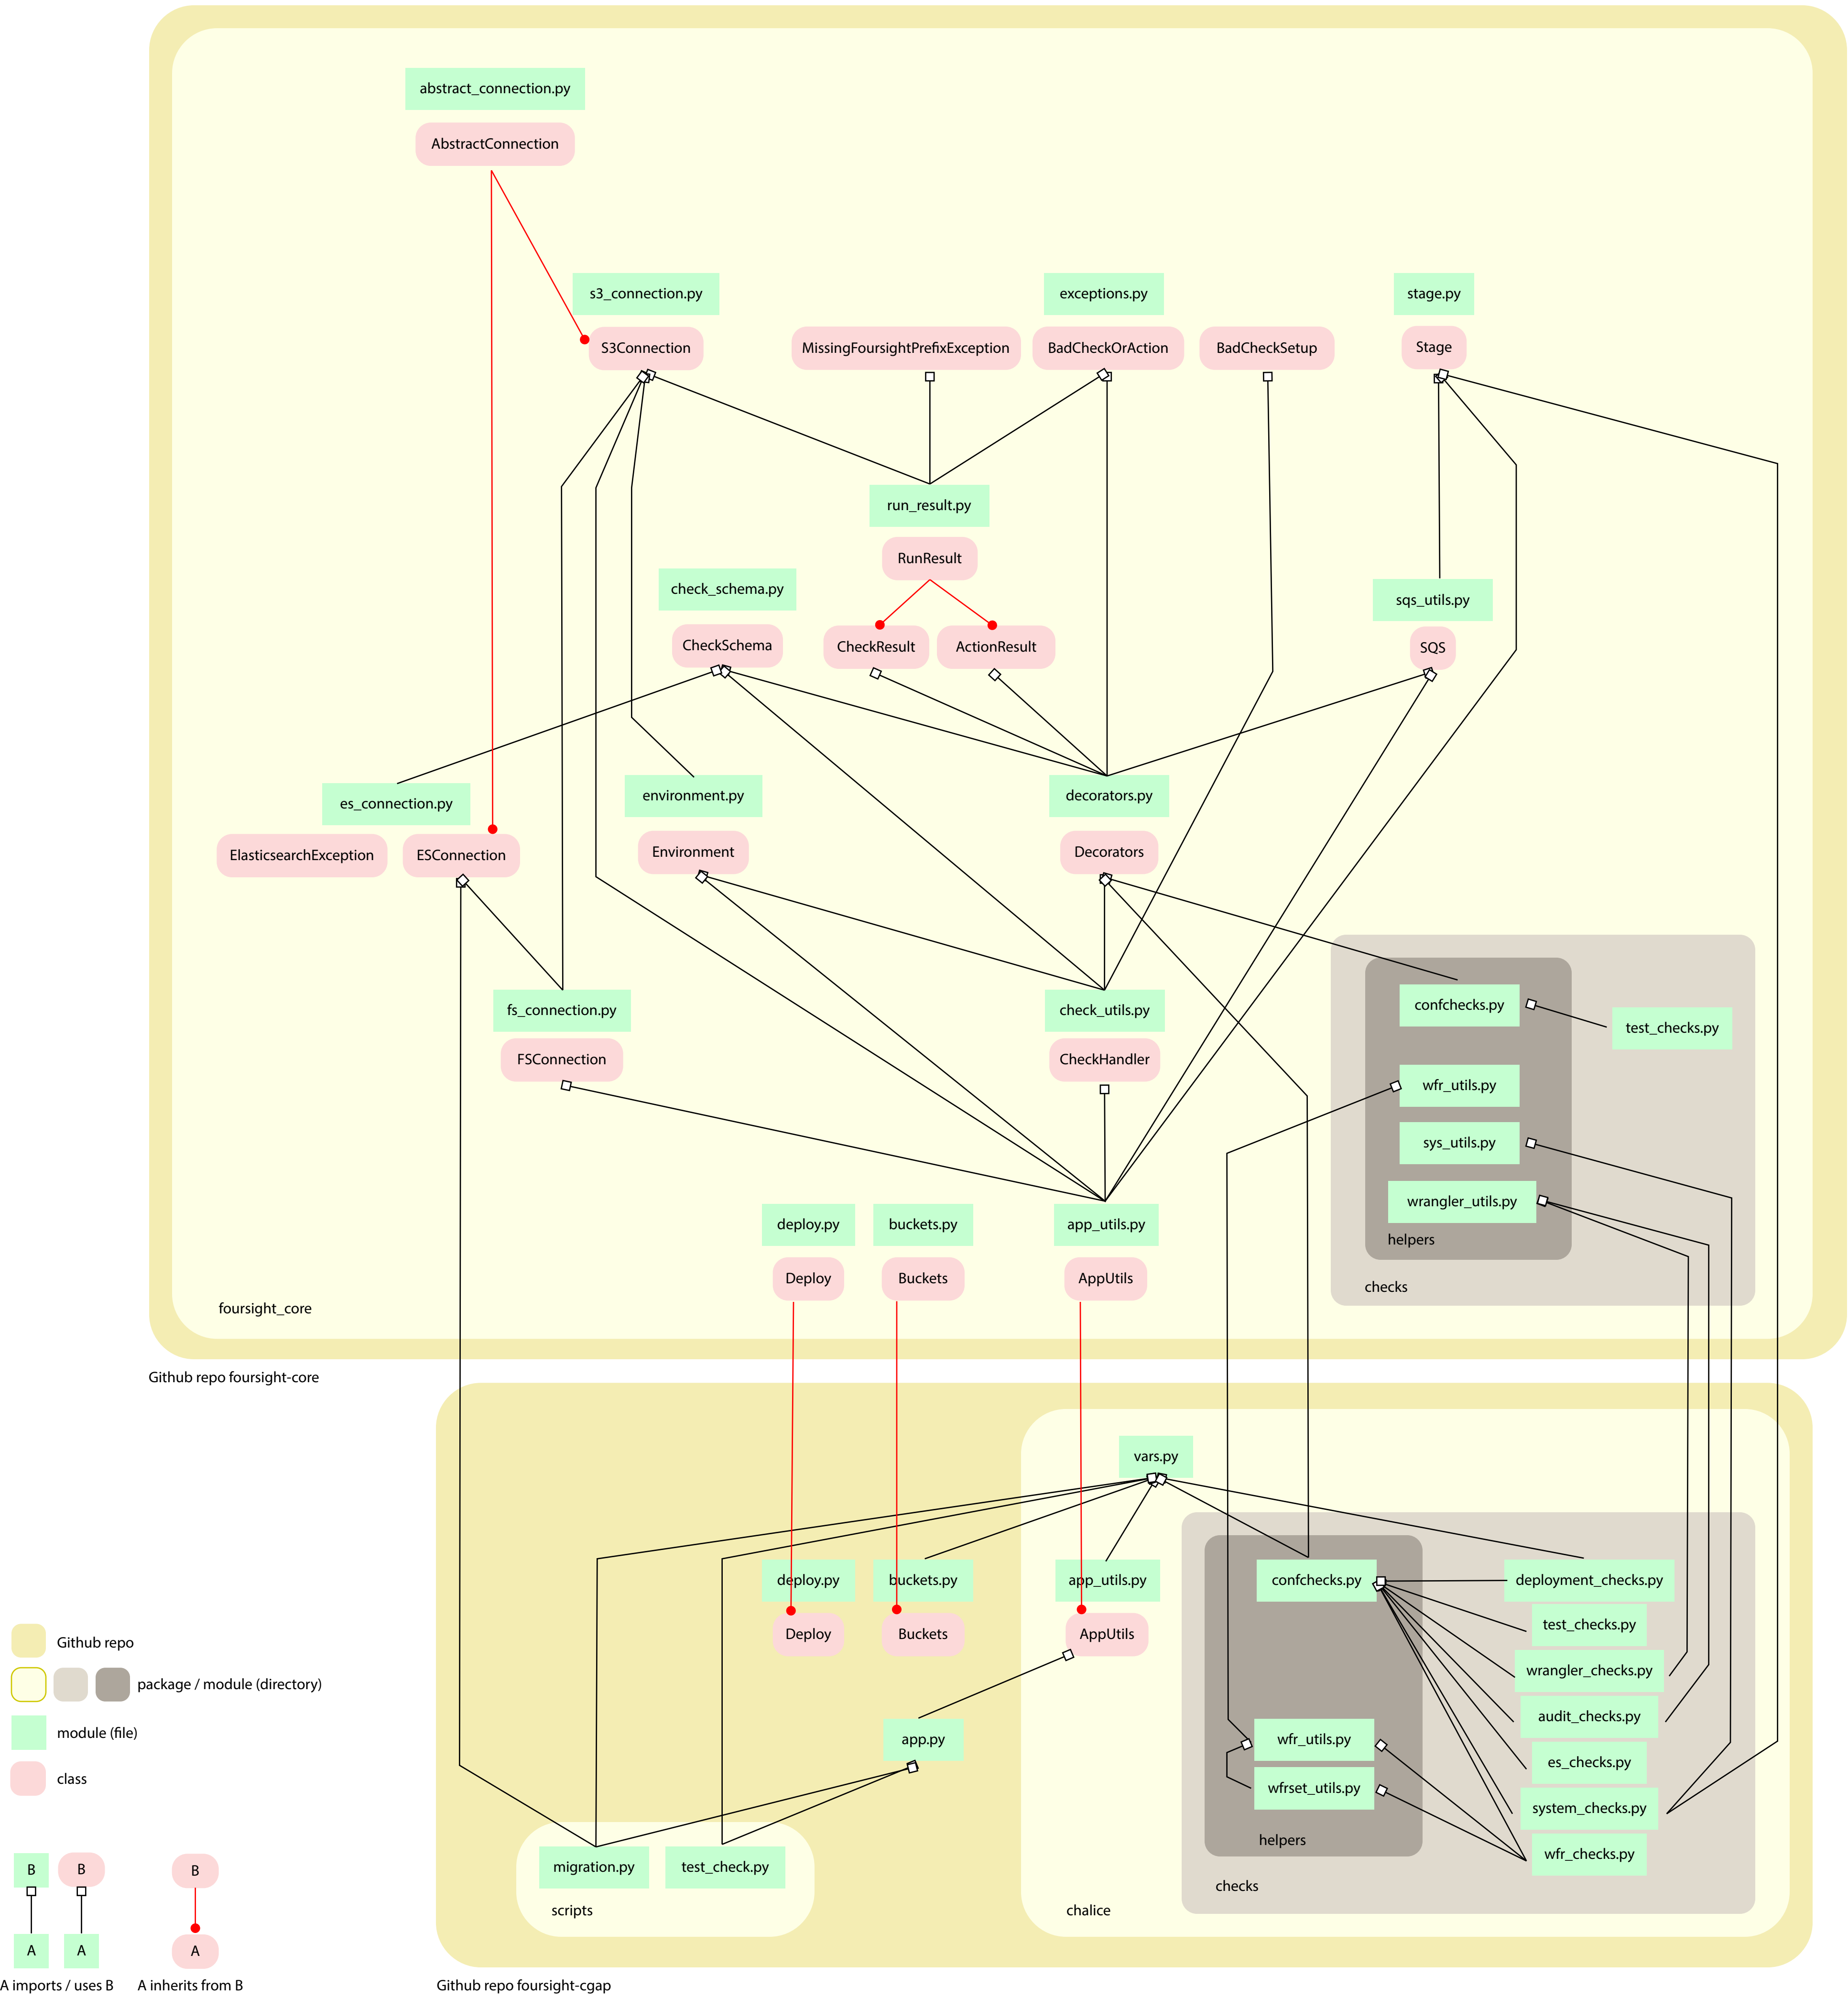 abstract_connection.py
AbstractConnection
s3_connection.py
exceptions.py
stage.py
S3Connection
MissingFoursightPrefixException
BadCheckOrAction
BadCheckSetup
Stage
run_result.py
RunResult
check_schema.py
sqs_utils.py
CheckSchema
CheckResult
ActionResult
SQS
es_connection.py
environment.py
decorators.py
ElasticsearchException
ESConnection
Environment
Decorators
fs_connection.py
check_utils.py
confchecks.py
test_checks.py
FSConnection
CheckHandler
wfr_utils.py
sys_utils.py
wrangler_utils.py
helpers
checks
deploy.py
buckets.py
app_utils.py
Deploy
Buckets
AppUtils
foursight_core
Github repo foursight-core
vars.py
deploy.py
buckets.py
app_utils.py
confchecks.py
deployment_checks.py
Deploy
Buckets
AppUtils
test_checks.py
wrangler_checks.py
audit_checks.py
app.py
wfr_utils.py
es_checks.py
wfrset_utils.py
system_checks.py
helpers
wfr_checks.py
migration.py
test_check.py
checks
scripts
chalice
Github repo foursight-cgap
Github repo
package / module (directory)
module (file)
class
B
B
B
A
A
A
A imports / uses B
A inherits from B